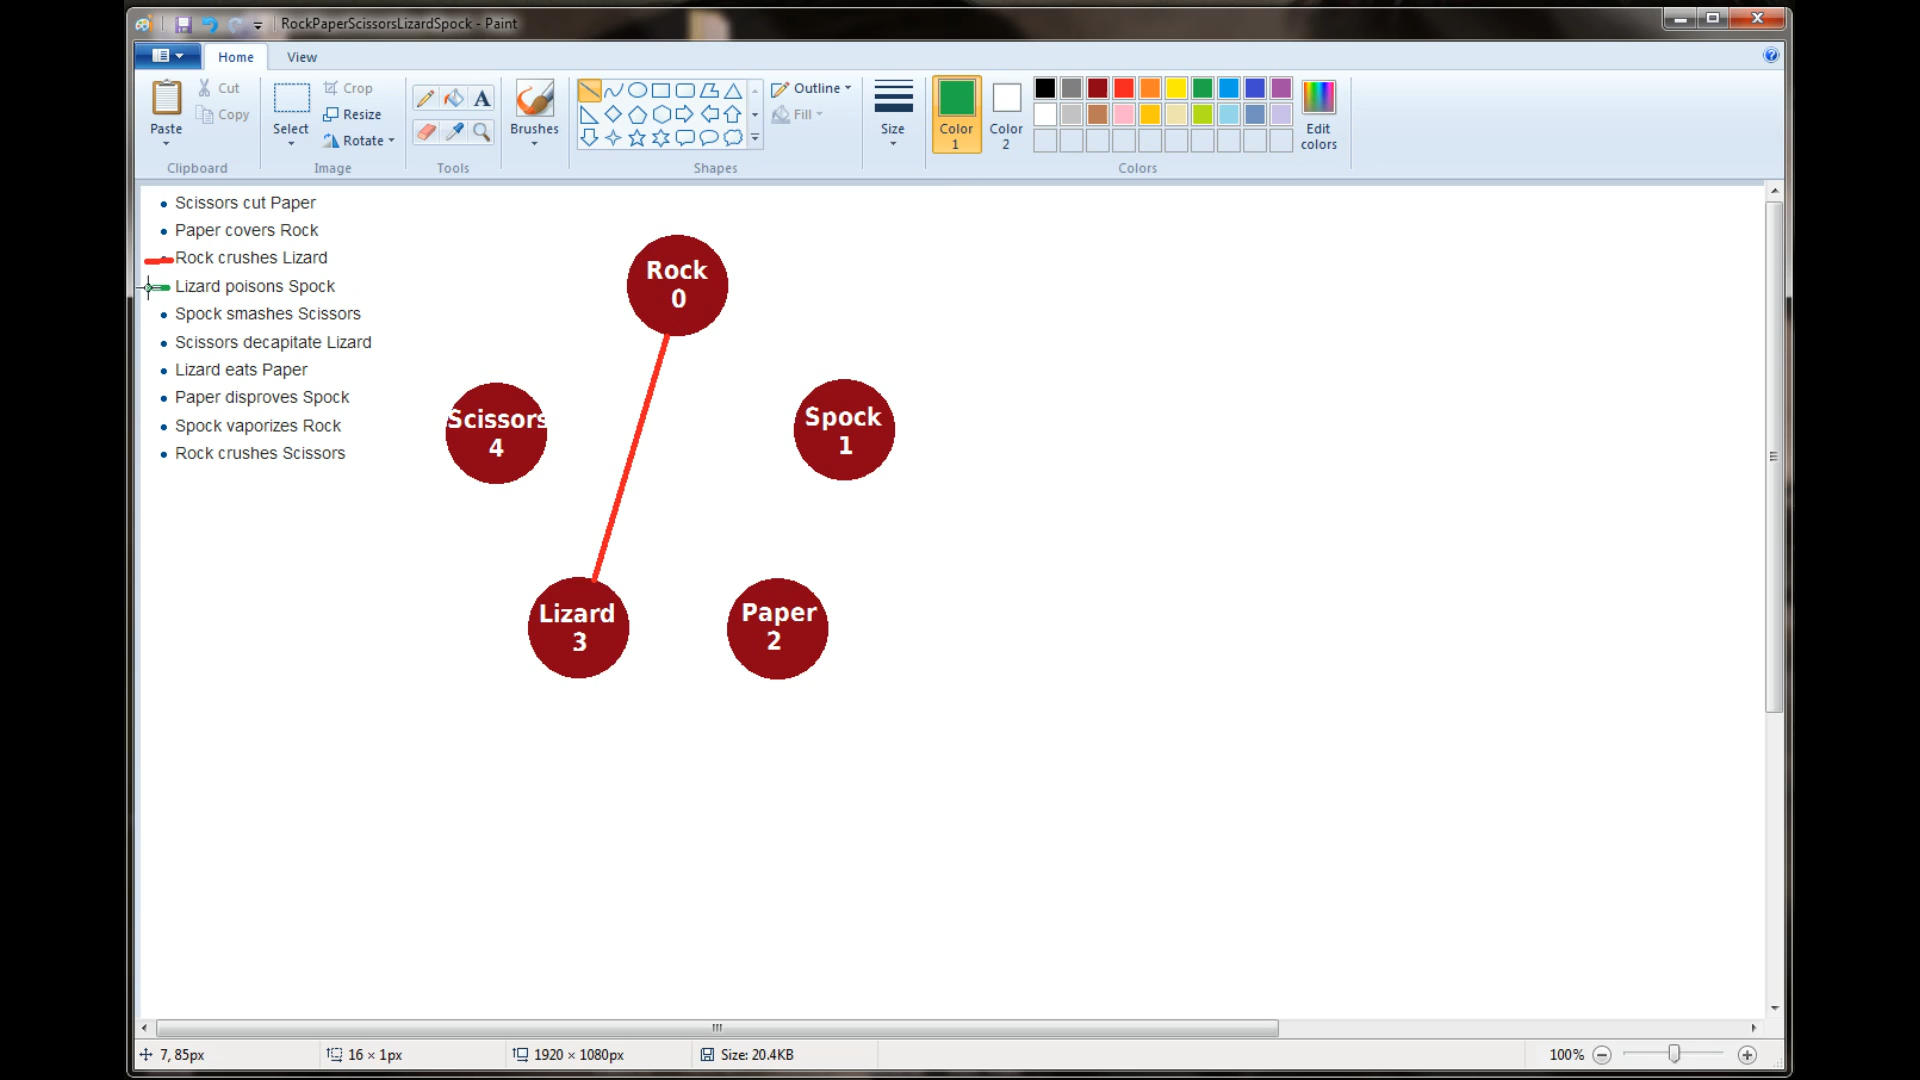 RockPaperScissorsLizardSpock - Paint
Home
View
Cut
Copy
Paste
Clipboard
Select
Crop
Resize
Rotate
Image
Tools
Brushes
Outline
Fill
Shapes
Size
Color
1
Color
2
Edit
colors
Colors
Scissors cut Paper
Paper covers Rock
Rock crushes Lizard
Lizard poisons Spock
Spock smashes Scissors
Scissors decapitate Lizard
Lizard eats Paper
Paper disproves Spock
Spock vaporizes Rock
Rock crushes Scissors
Rock
0
Scissors
4
Spock
1
Lizard
3
Paper
2
7, 85px
16 × 1px
1920 × 1080px
Size: 20.4KB
100%